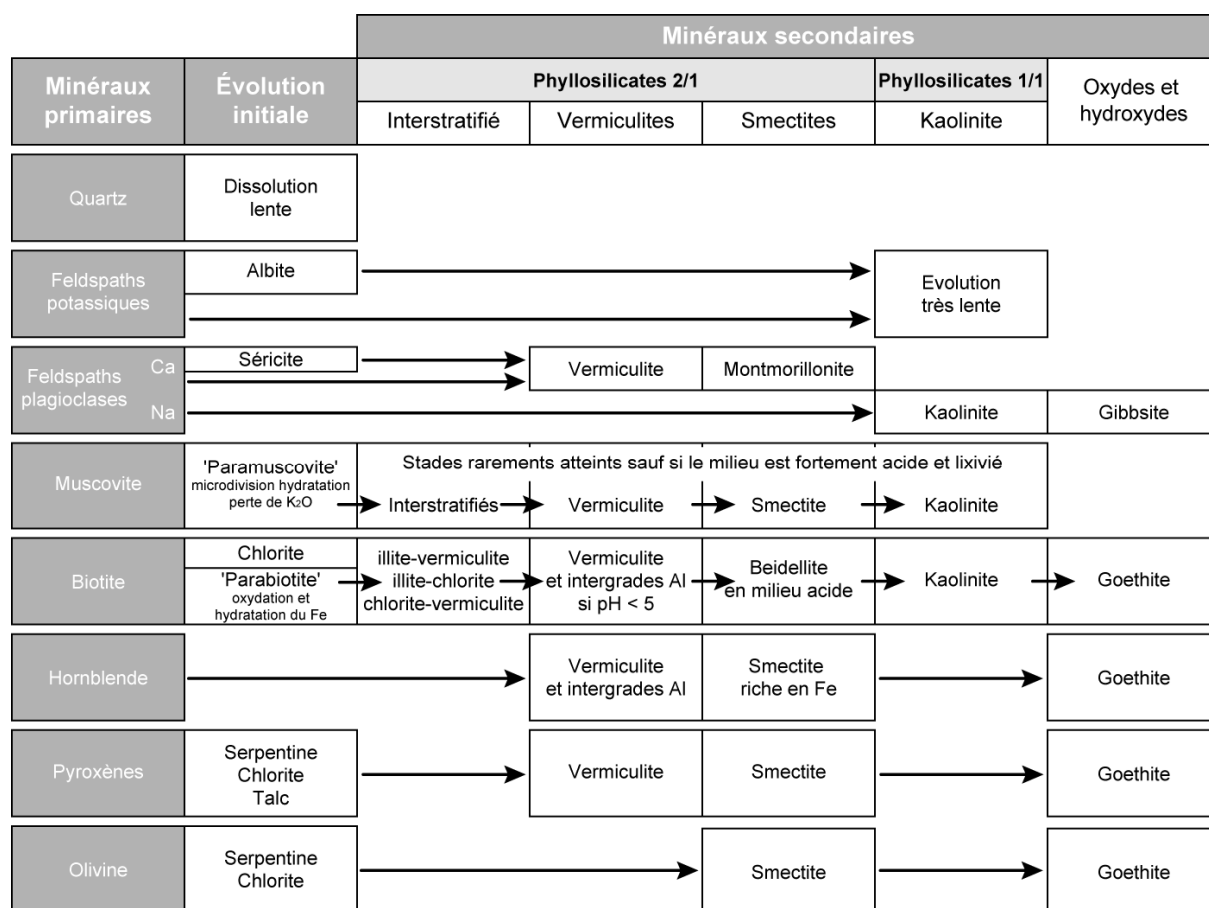 Minéraux secondaires
Minéraux
primaires
Évolution
initiale
Phyllosilicates 2/1
Phyllosilicates 1/1
Oxydes et
hydroxydes
Interstratifié
Vermiculites
Smectites
Kaolinite
Quartz
Dissolution
lente
Feldspaths
potassiques
Albite
Evolution
très lente
Feldspaths
plagioclases
Ca
Na
Séricite
Vermiculite
Montmorillonite
Kaolinite
Gibbsite
Muscovite
'Paramuscovite'
microdivision hydratation
perte de K2O
Stades rarements atteints sauf si le milieu est fortement acide et lixivié
Interstratifiés
Vermiculite
Smectite
Kaolinite
Biotite
Chlorite
'Parabiotite'
oxydation et
hydratation du Fe
illite-vermiculite
illite-chlorite
chlorite-vermiculite
Vermiculite
et intergrades Al
si pH < 5
Beidellite
en milieu acide
Kaolinite
Goethite
Hornblende
Vermiculite
et intergrades Al
Smectite
riche en Fe
Goethite
Pyroxènes
Serpentine
Chlorite
Talc
Vermiculite
Smectite
Goethite
Olivine
Serpentine
Chlorite
Smectite
Goethite